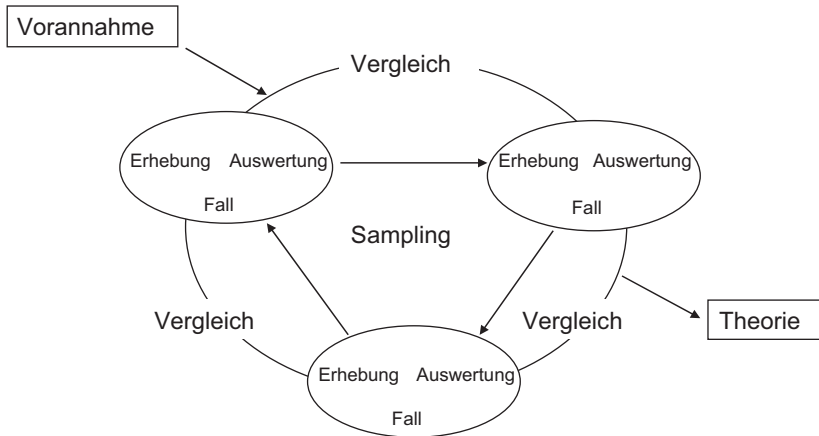 Vorannahme
Vergleich
Erhebung Auswertung
Fall
Erhebung Auswertung
Fall
Sampling
Vergleich
Vergleich
Theorie
Erhebung Auswertung
Fall